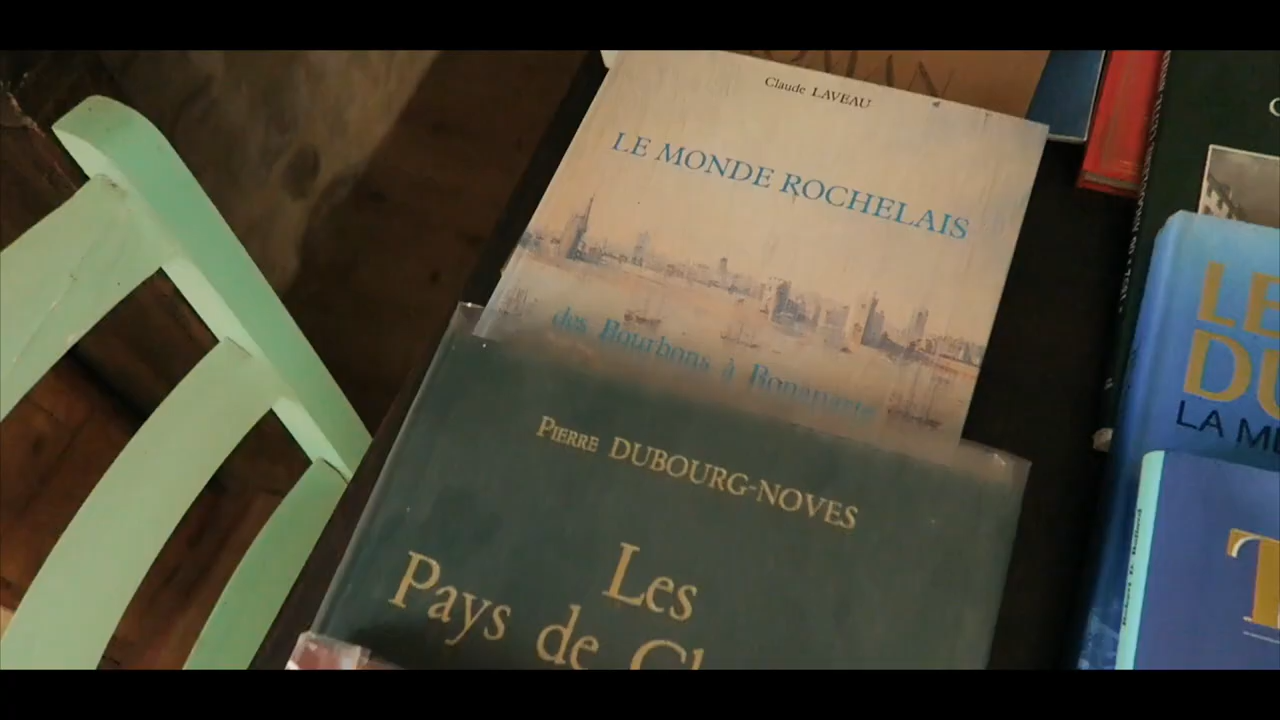 Claude LAVEAU
LE MONDE ROCHELAIS
des Bourbons à Bonaparte
PIERRE DUBOURG-NOVES
Les
Pays de
LE
DU
LA
T